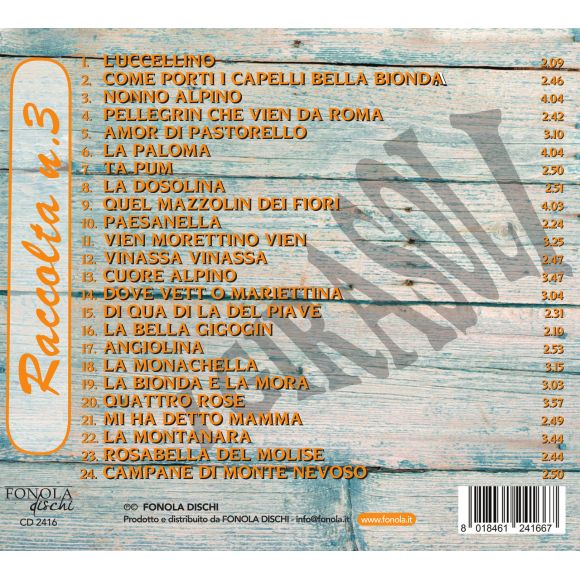 Raccolta n.3
1. L'UCCELLINO 2.09
2. COME PORTI I CAPELLI BELLA BIONDA 2.46
3. NONNO ALPINO 4.04
4. PELLEGRIN CHE VIEN DA ROMA 2.42
5. AMOR DI PASTORELLO 3.10
6. LA PALOMA 4.04
7. TA PUM 2.50
8. LA DOSOLINA 2.51
9. QUEL MAZZOLIN DEI FIORI 4.03
10. PAESANELLA 2.24
11. VIEN MORETTINO VIEN 3.25
12. VINASSA VINASSA 2.47
13. CUORE ALPINO 3.47
14. DOVE VETT O MARIETTINA 3.04
15. DI QUA DI LA DEL PIAVE 2.31
16. LA BELLA GIGOGIN 2.10
17. ANGIOLINA 2.53
18. LA MONACHELLA 3.15
19. LA BIONDA E LA MORA 3.03
20. QUATTRO ROSE 3.57
21. MI HA DETTO MAMMA 2.49
22. LA MONTANARA 3.44
23. ROSABELLA DEL MOLISE 2.44
24. CAMPANE DI MONTE NEVOSO 2.50
I GIRASOLI
FONOLA
dischi
CD 2416
℗© FONOLA DISCHI
Prodotto e distribuito da FONOLA DISCHI - info@fonola.it
www.fonola.it
8 018461 241667